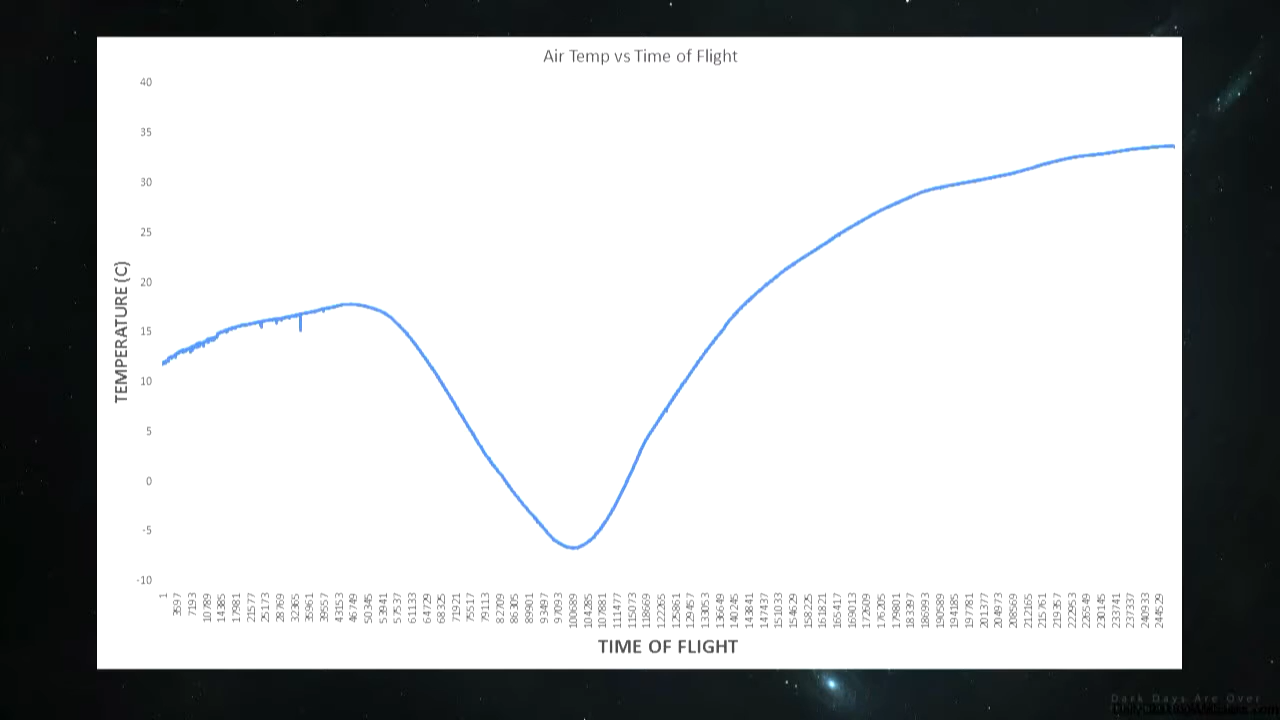 Air Temp vs Time of Flight
40
35
30
25
20
15
10
5
0
-5
-10
TEMPERATURE (C)
1 3597 7193 10789 14385 17981 21577 25173 28769 32365 35961 39557 43153 46749 50345 53941 57537 61133 64729 68325 71921 75517 79113 82709 86305 89901 93497 97093 100689 104285 107881 111477 115073 118669 122265 125861 129457 133053 136649 140245 143841 147437 151033 154629 158225 161821 165417 169013 172609 176205 179801 183397 186993 190589 194185 197781 201377 204973 208569 212165 215761 219357 222953 226549 230145 233741 237337 240933 244529
TIME OF FLIGHT
Dark Days Are Over